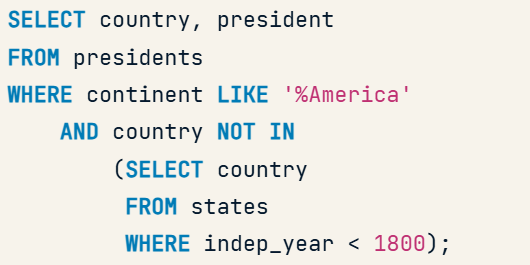 SELECT country, president
FROM presidents
WHERE continent LIKE '%America'
    AND country NOT IN
        (SELECT country
         FROM states
         WHERE indep_year < 1800);